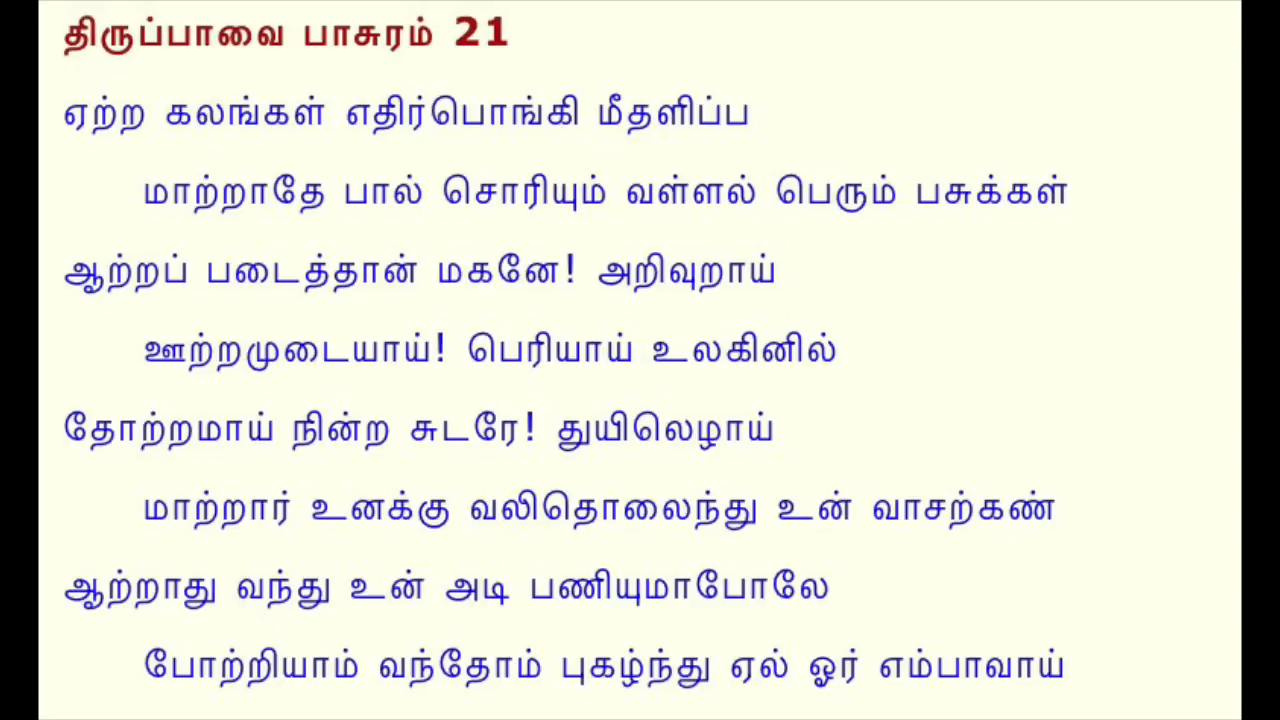 திருப்பாவை பாசுரம் 21
ஏற்ற கலங்கள் எதிர்பொங்கி மீதளிப்ப
மாற்றாதே பால் சொரியும் வள்ளல் பெரும் பசுக்கள்
ஆற்றப் படைத்தான் மகனே! அறிவுறாய்
ஊற்றமுடையாய்! பெரியாய் உலகினில்
தோற்றமாய் நின்ற சுடரே! துயிலெழாய்
மாற்றார் உனக்கு வலிதொலைந்து உன் வாசற்கண்
ஆற்றாது வந்து உன் அடி பணியுமாபோலே
போற்றியாம் வந்தோம் புகழ்ந்து ஏல் ஓர் எம்பாவாய்